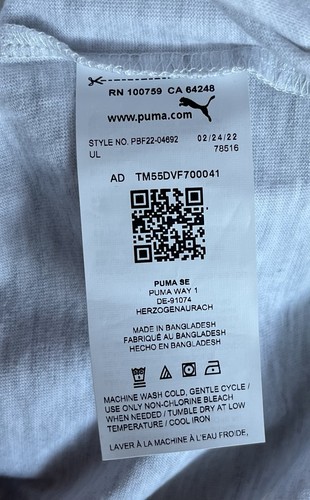 RN 100759 CA 64248
www.puma.com
STYLE NO. PBF22-04692 02/24/22
UL 78516
AD TM55DVF700041
PUMA SE
PUMA WAY 1
DE-91074
HERZOGENAURACH
MADE IN BANGLADESH
FABRIQUÉ AU BANGLADESH
HECHO EN BANGLADESH
MACHINE WASH COLD, GENTLE CYCLE /
USE ONLY NON-CHLORINE BLEACH
WHEN NEEDED / TUMBLE DRY AT LOW
TEMPERATURE / COOL IRON
LAVER À LA MACHINE À L'EAU FROIDE,